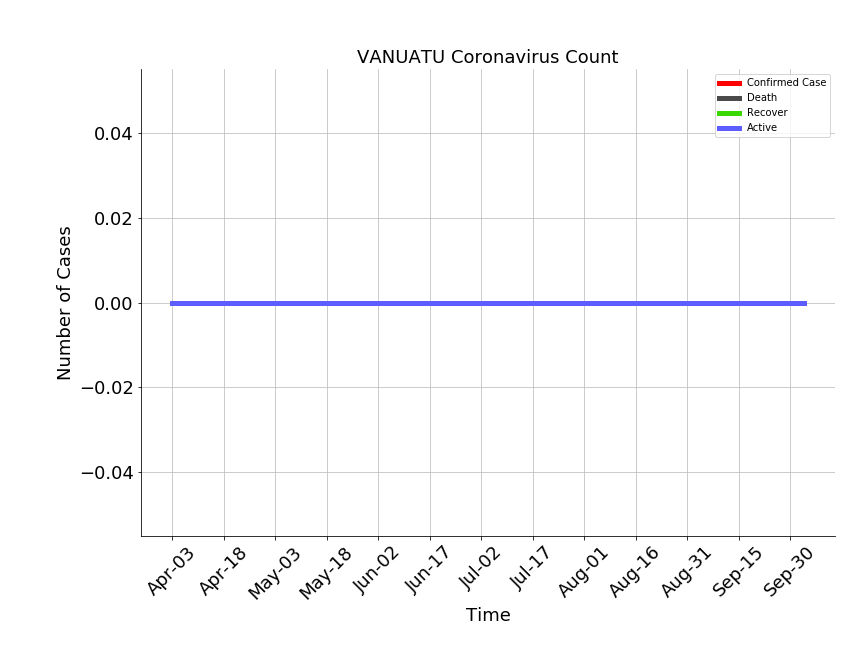 VANUATU Coronavirus Count
Confirmed Case
Death
Recover
Active
Number of Cases
0.04
0.02
0.00
−0.02
−0.04
Apr-03
Apr-18
May-03
May-18
Jun-02
Jun-17
Jul-02
Jul-17
Aug-01
Aug-16
Aug-31
Sep-15
Sep-30
Time